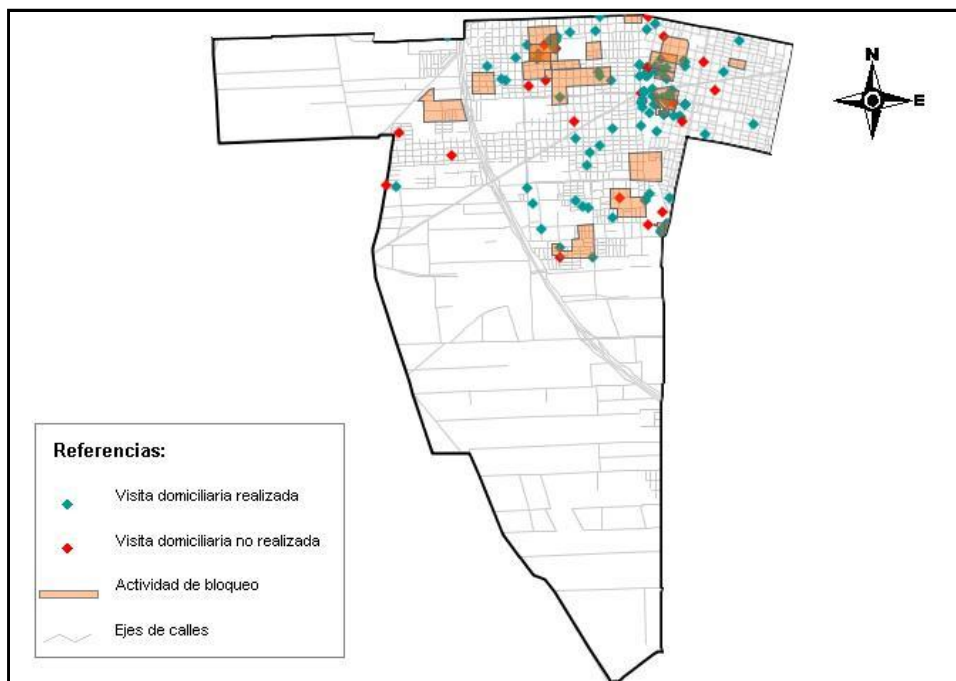 N
E
Referencias:
Visita domiciliaria realizada
Visita domiciliaria no realizada
Actividad de bloqueo
Ejes de calles